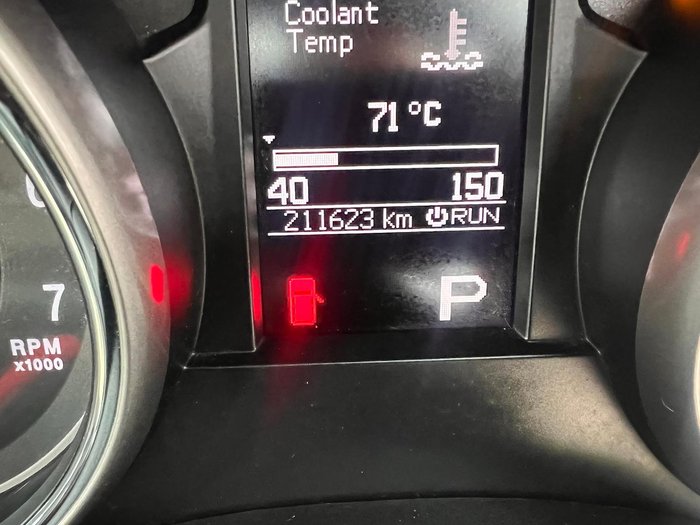 Coolant
Temp
71°C
40 150
211623 km RUN
P
7
RPM
x1000